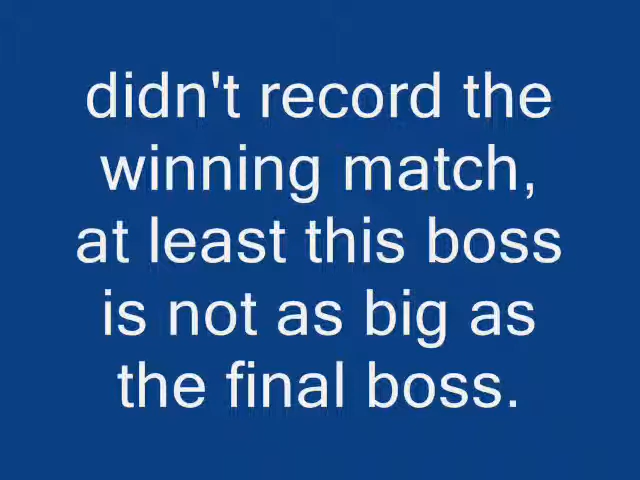 didn't record the
winning match,
at least this boss
is not as big as
the final boss.